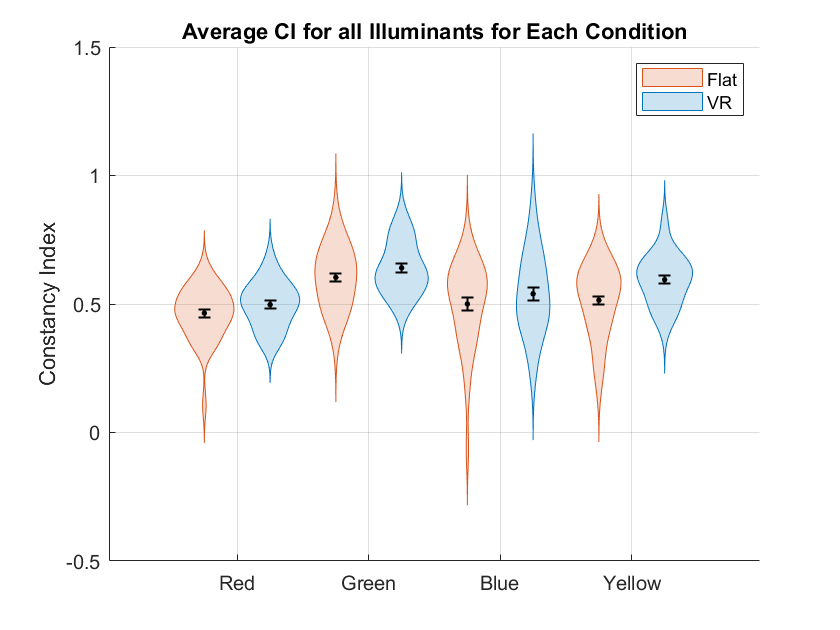 Average CI for all Illuminants for Each Condition
1.5
Flat
VR
1
Constancy Index
0.5
0
-0.5
Red Green Blue Yellow